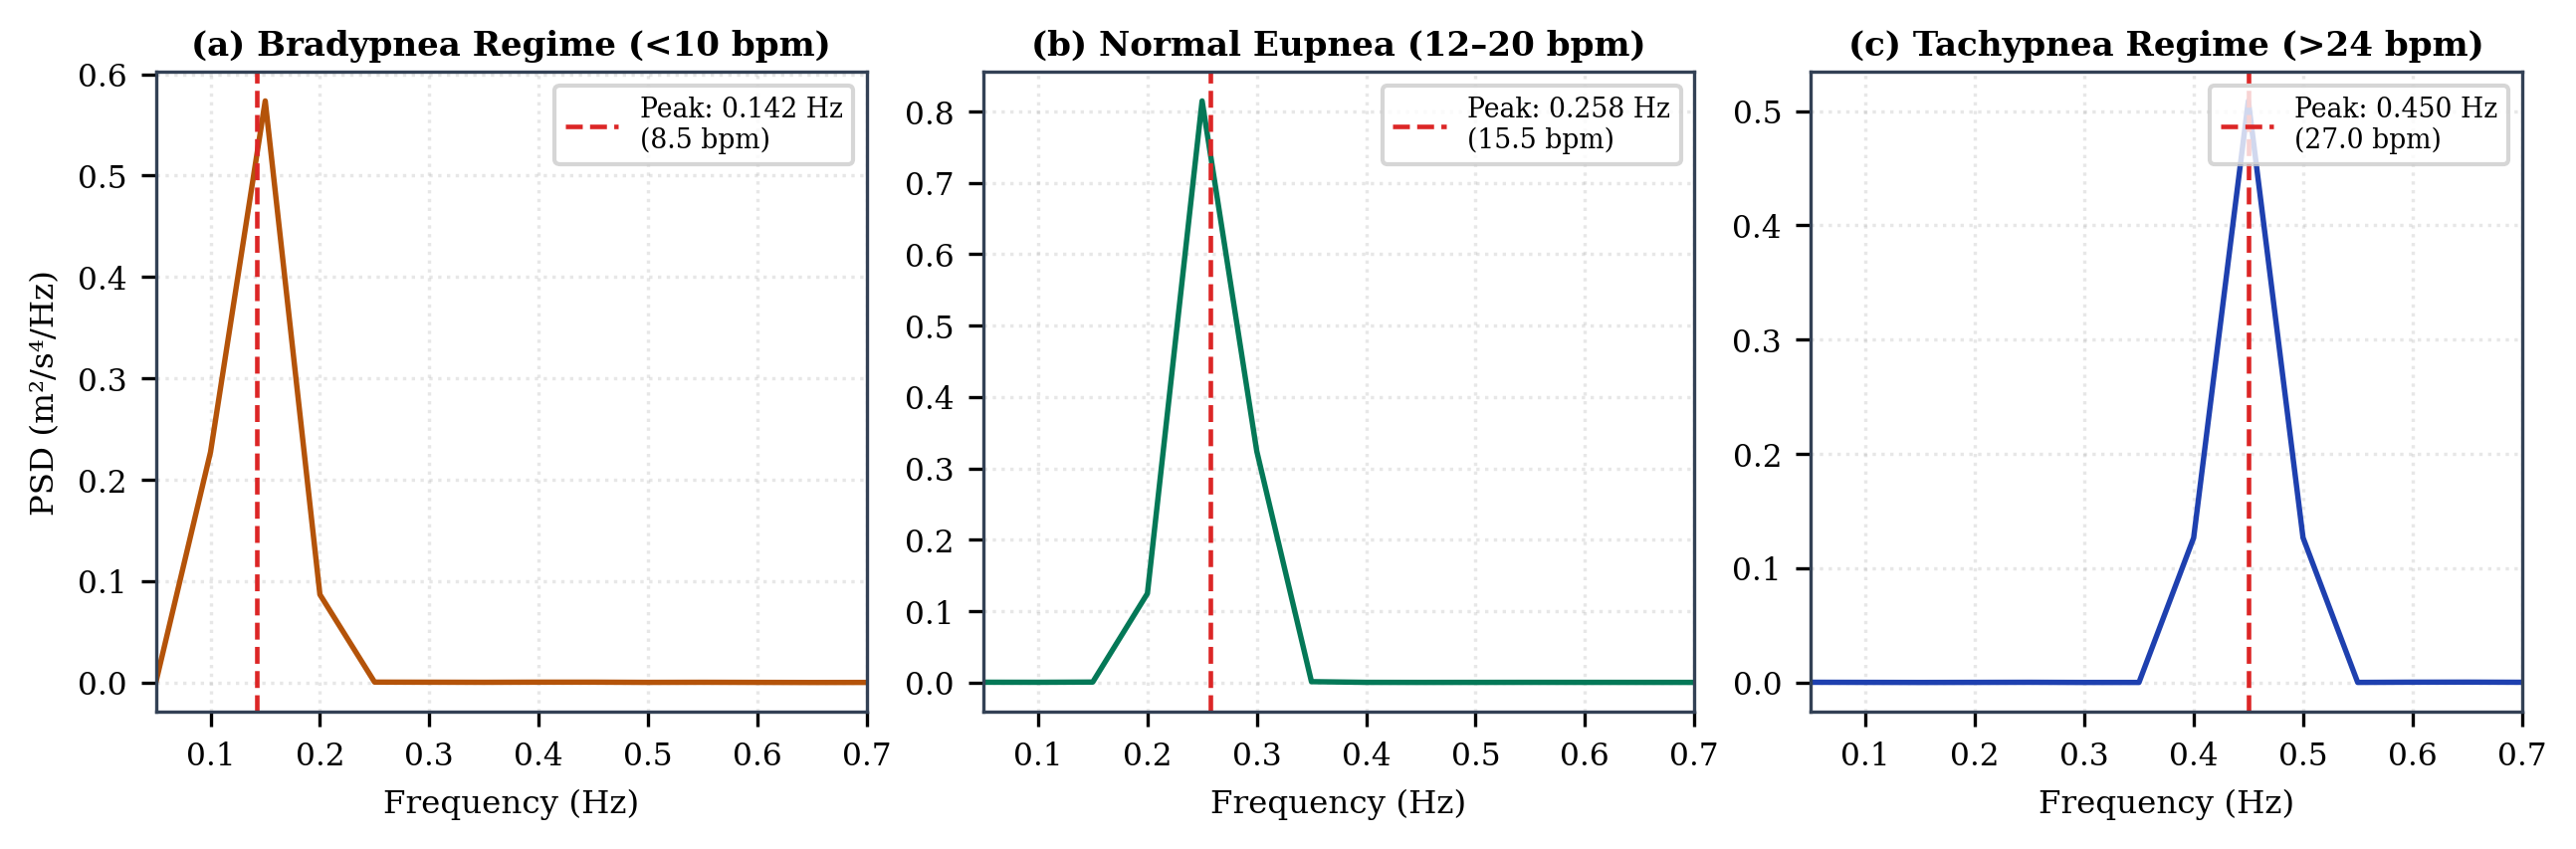 (a) Bradypnea Regime (<10 bpm)
PSD (m²/s⁴/Hz)
0.6
0.5
0.4
0.3
0.2
0.1
0.0
Peak: 0.142 Hz
(8.5 bpm)
0.1 0.2 0.3 0.4 0.5 0.6 0.7
Frequency (Hz)
(b) Normal Eupnea (12–20 bpm)
0.8
0.7
0.6
0.5
0.4
0.3
0.2
0.1
0.0
Peak: 0.258 Hz
(15.5 bpm)
0.1 0.2 0.3 0.4 0.5 0.6 0.7
Frequency (Hz)
(c) Tachypnea Regime (>24 bpm)
0.5
0.4
0.3
0.2
0.1
0.0
Peak: 0.450 Hz
(27.0 bpm)
0.1 0.2 0.3 0.4 0.5 0.6 0.7
Frequency (Hz)